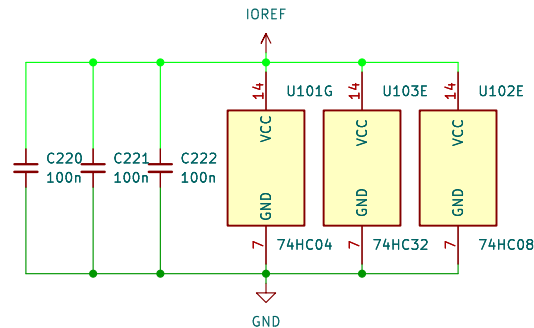 IOREF
14 U101G 14 U103E 14 U102E
VCC VCC VCC
C220 C221 C222
100n 100n 100n
GND GND GND
7 74HC04 7 74HC32 7 74HC08
GND